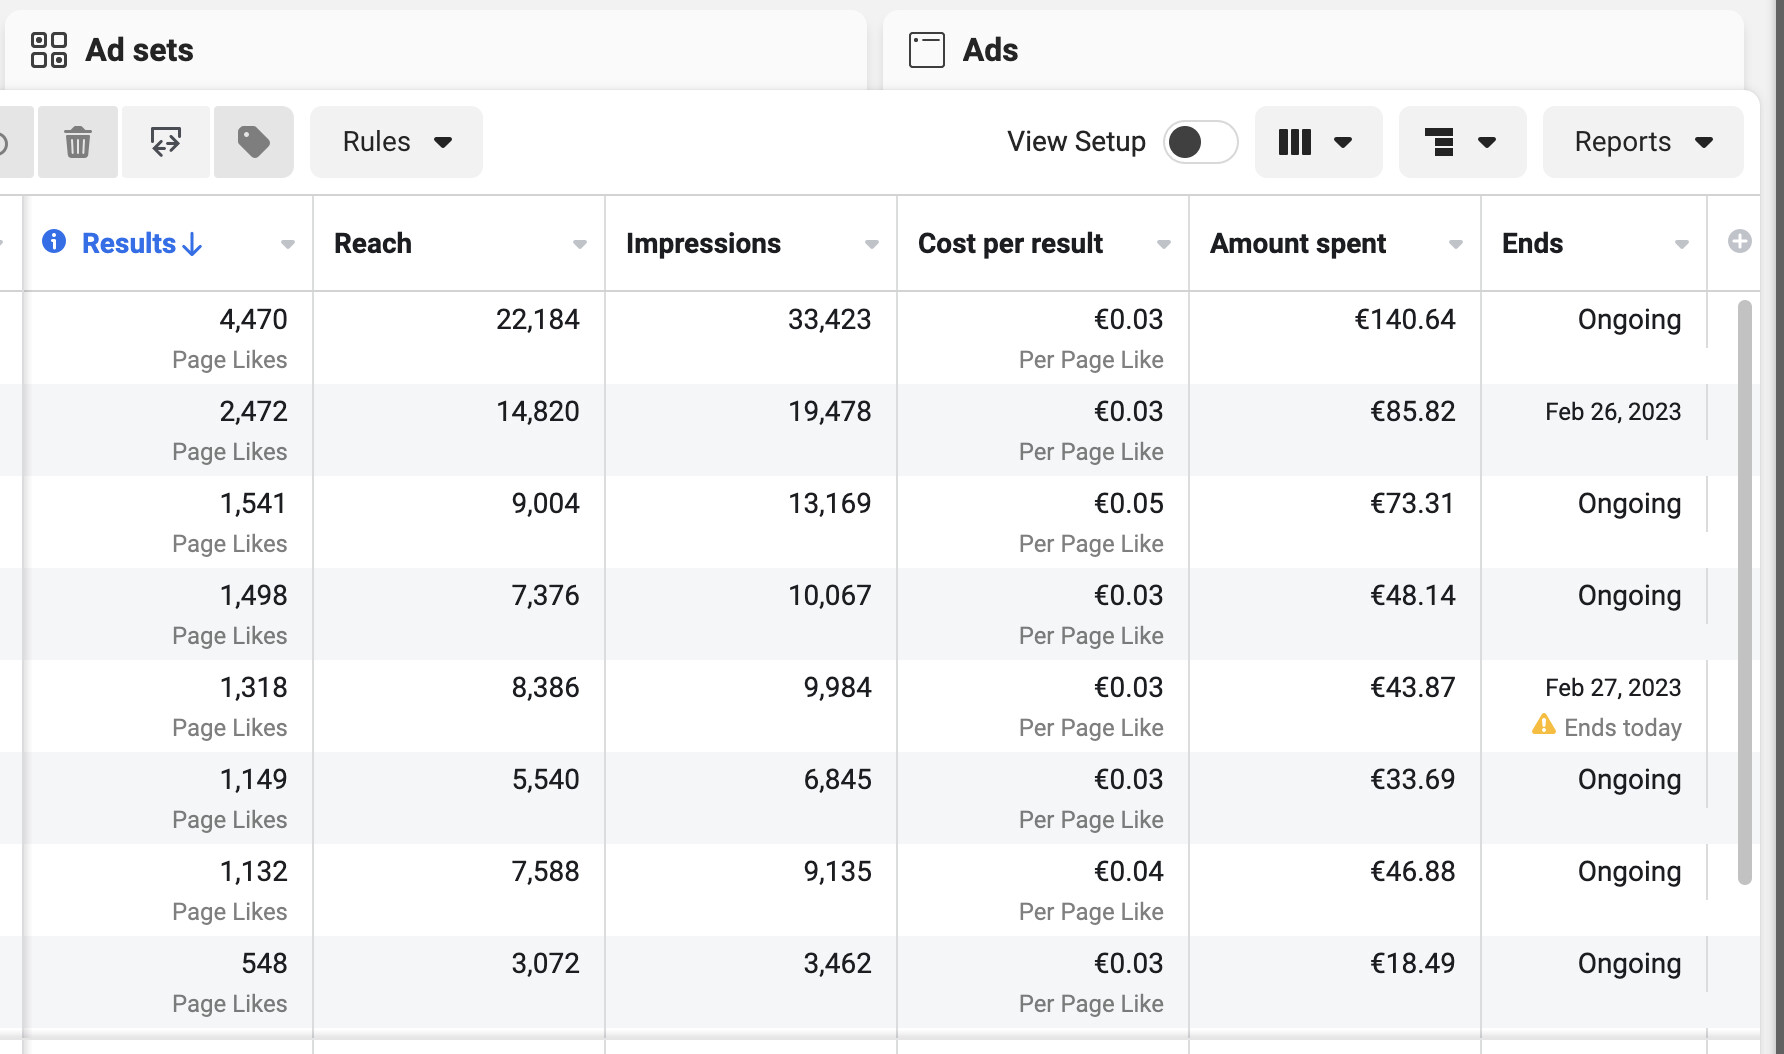 Ad sets
Ads
Rules
View Setup
Reports
Results
Reach
Impressions
Cost per result
Amount spent
Ends
4,470
22,184
33,423
€0.03
€140.64
Ongoing
Page Likes
Per Page Like
2,472
14,820
19,478
€0.03
€85.82
Feb 26, 2023
Page Likes
Per Page Like
1,541
9,004
13,169
€0.05
€73.31
Ongoing
Page Likes
Per Page Like
1,498
7,376
10,067
€0.03
€48.14
Ongoing
Page Likes
Per Page Like
1,318
8,386
9,984
€0.03
€43.87
Feb 27, 2023
Page Likes
Per Page Like
Ends today
1,149
5,540
6,845
€0.03
€33.69
Ongoing
Page Likes
Per Page Like
1,132
7,588
9,135
€0.04
€46.88
Ongoing
Page Likes
Per Page Like
548
3,072
3,462
€0.03
€18.49
Ongoing
Page Likes
Per Page Like